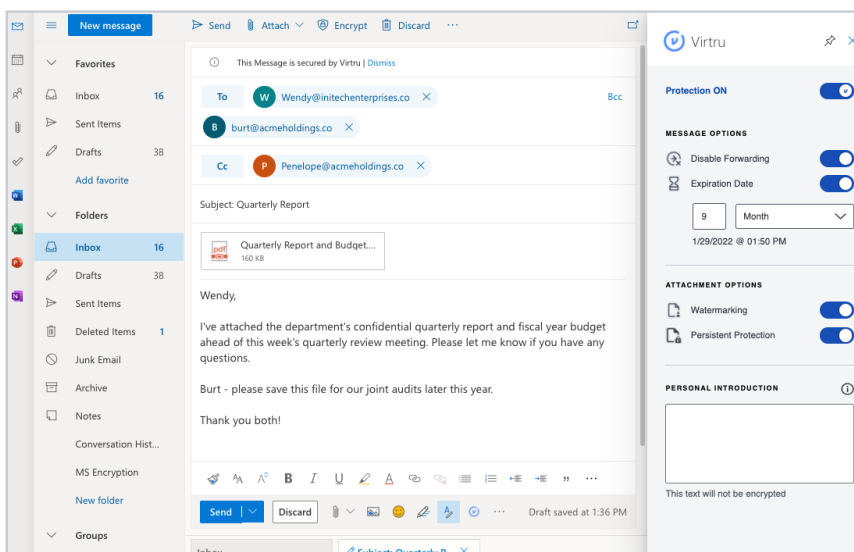 New message
Send Attach Encrypt Discard ...
Favorites
Inbox 16
Sent Items
Drafts 38
Add favorite
Folders
Inbox 16
Drafts 38
Sent Items
Deleted Items 1
Junk Email
Archive
Notes
Conversation Hist...
MS Encryption
New folder
Groups
This Message is secured by Virtru | Dismiss
To W Wendy@initechenterprises.co Bcc
B burt@acmeholdings.co
Cc P Penelope@acmeholdings.co
Subject: Quarterly Report
pdf Quarterly Report and Budget....
160 KB
Wendy,
I've attached the department's confidential quarterly report and fiscal year budget
ahead of this week's quarterly review meeting. Please let me know if you have any
questions.
Burt - please save this file for our joint audits later this year.
Thank you both!
Send Discard ... Draft saved at 1:36 PM
Inbox Subject: Quarterly R...
Virtru
Protection ON
MESSAGE OPTIONS
Disable Forwarding
Expiration Date
9 Month
1/29/2022 @ 01:50 PM
ATTACHMENT OPTIONS
Watermarking
Persistent Protection
PERSONAL INTRODUCTION
This text will not be encrypted